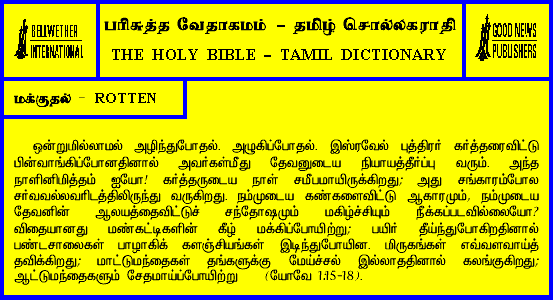 BELLWETHER
INTERNATIONAL
பரிசுத்த வேதாகமம் – தமிழ் சொல்லகராதி
THE HOLY BIBLE – TAMIL DICTIONARY
GOOD NEWS
PUBLISHERS
மக்குதல் – ROTTEN
ஒன்றுமில்லாமல் அழிந்துபோதல். அழுகிப்போதல். இஸ்ரவேல் புத்திரர் கர்த்தரைவிட்டு
பின்வாங்கிப்போனதினால் அவர்கள்மீது தேவனுடைய நியாயத்தீர்ப்பு வரும். அந்த
நாளினிமித்தம் ஐயோ! கர்த்தருடைய நாள் சமீபமாயிருக்கிறது; அது சங்காரம்போல
சர்வவல்லவரிடத்திலிருந்து வருகிறது. நம்முடைய கண்களைவிட்டு ஆகாரமும், நம்முடைய
தேவனின் ஆலயத்தைவிட்டுச் சந்தோஷமும் மகிழ்ச்சியும் நீக்கப்படவில்லையோ?
விதையானது மண்கட்டிகளின் கீழ் மக்கிப்போயிற்று; பயிர் தீய்ந்துபோகிறதினால்
பண்டசாலைகள் பாழாகிக் களஞ்சியங்கள் இடிந்துபோயின. மிருகங்கள் எவ்வளவாய்த்
தவிக்கிறது; மாட்டுமந்தைகள் தங்களுக்கு மேய்ச்சல் இல்லாததினால் கலங்குகிறது;
ஆட்டுமந்தைகளும் சேதமாய்ப்போயிற்று (யோவே 1:15-18).